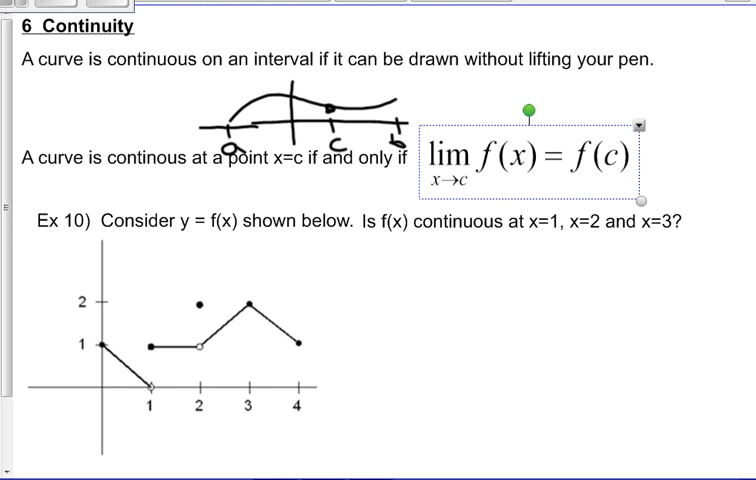 6 Continuity
A curve is continuous on an interval if it can be drawn without lifting your pen.
a c b
A curve is continous at a point x=c if and only if lim x→c f(x) = f(c)
Ex 10) Consider y = f(x) shown below. Is f(x) continuous at x=1, x=2 and x=3?
2
1
1 2 3 4